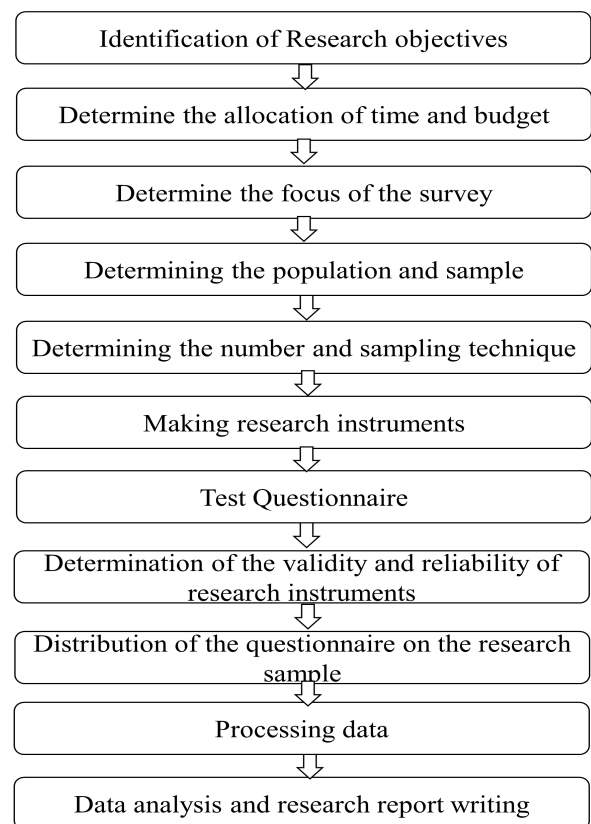 Identification of Research objectives
Determine the allocation of time and budget
Determine the focus of the survey
Determining the population and sample
Determining the number and sampling technique
Making research instruments
Test Questionnaire
Determination of the validity and reliability of
research instruments
Distribution of the questionnaire on the research
sample
Processing data
Data analysis and research report writing